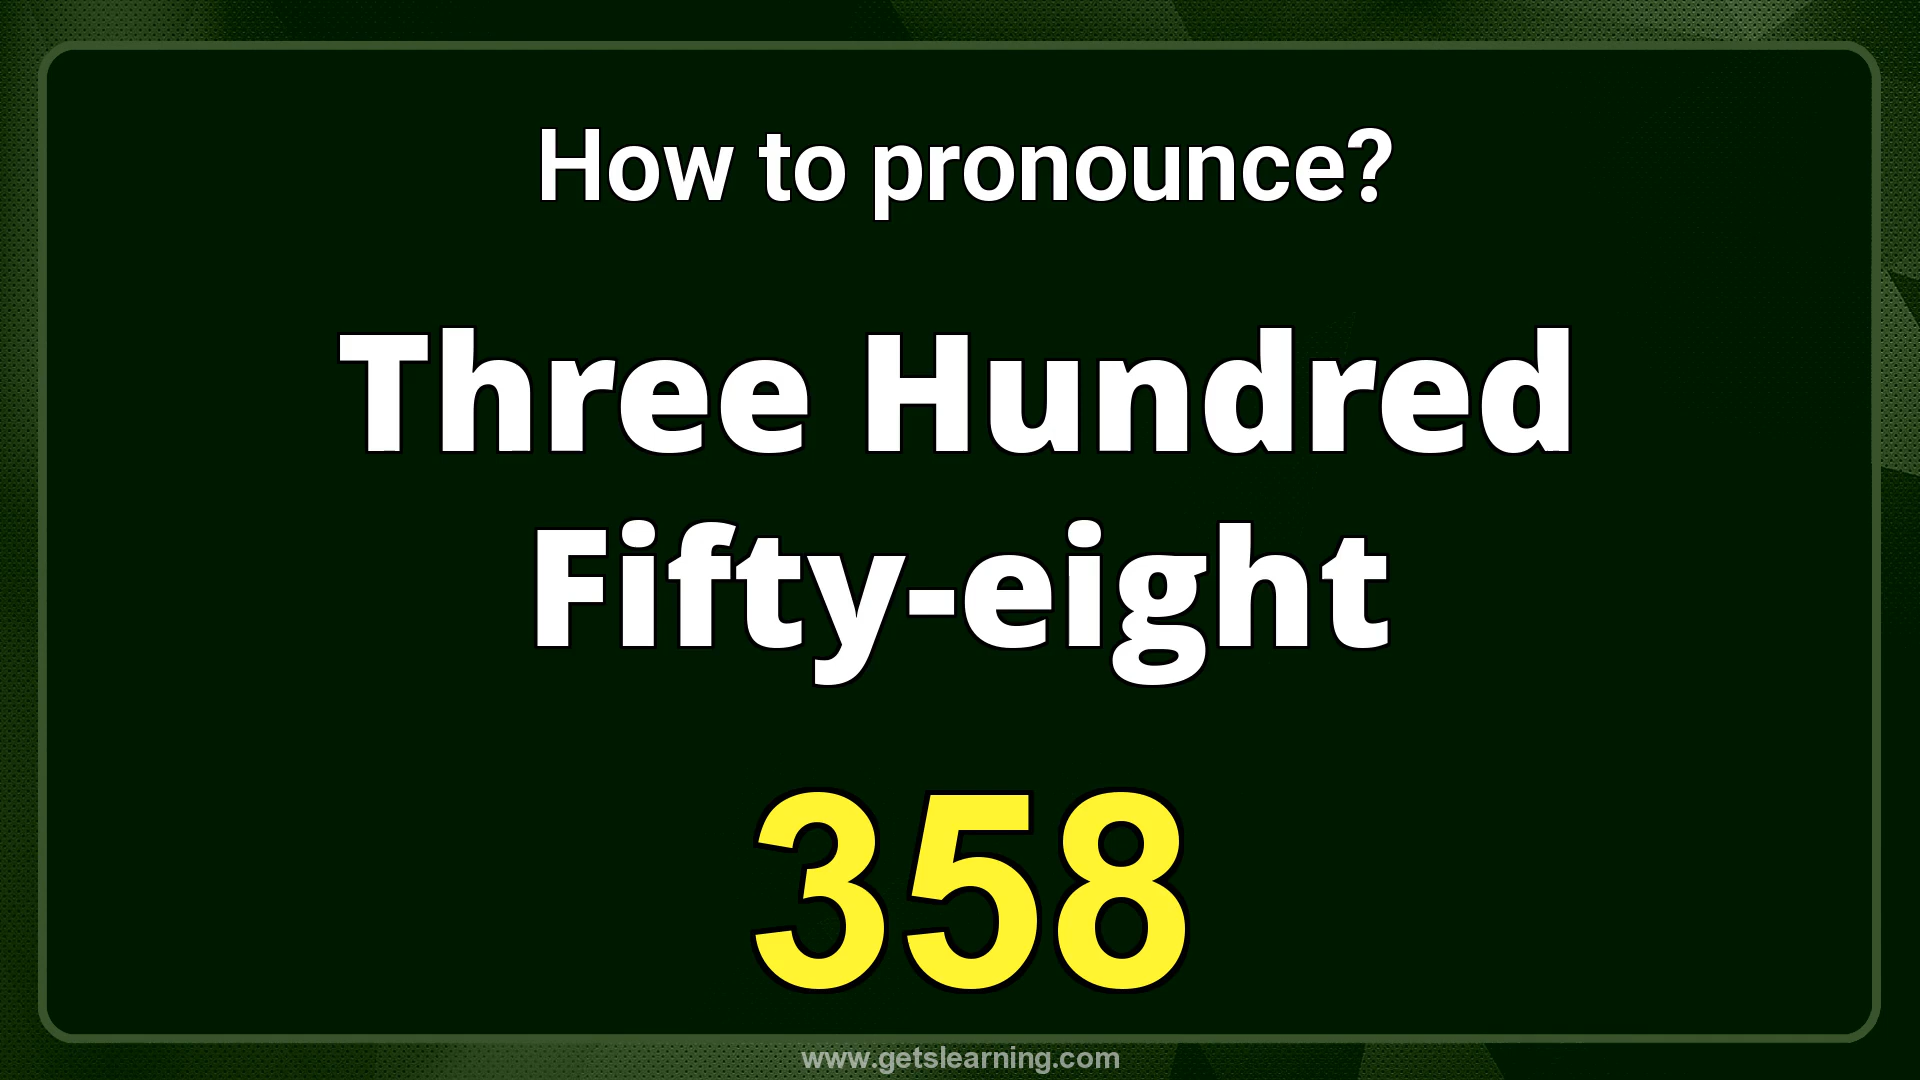 How to pronounce?
Three Hundred
Fifty-eight
358
www.getslearning.com